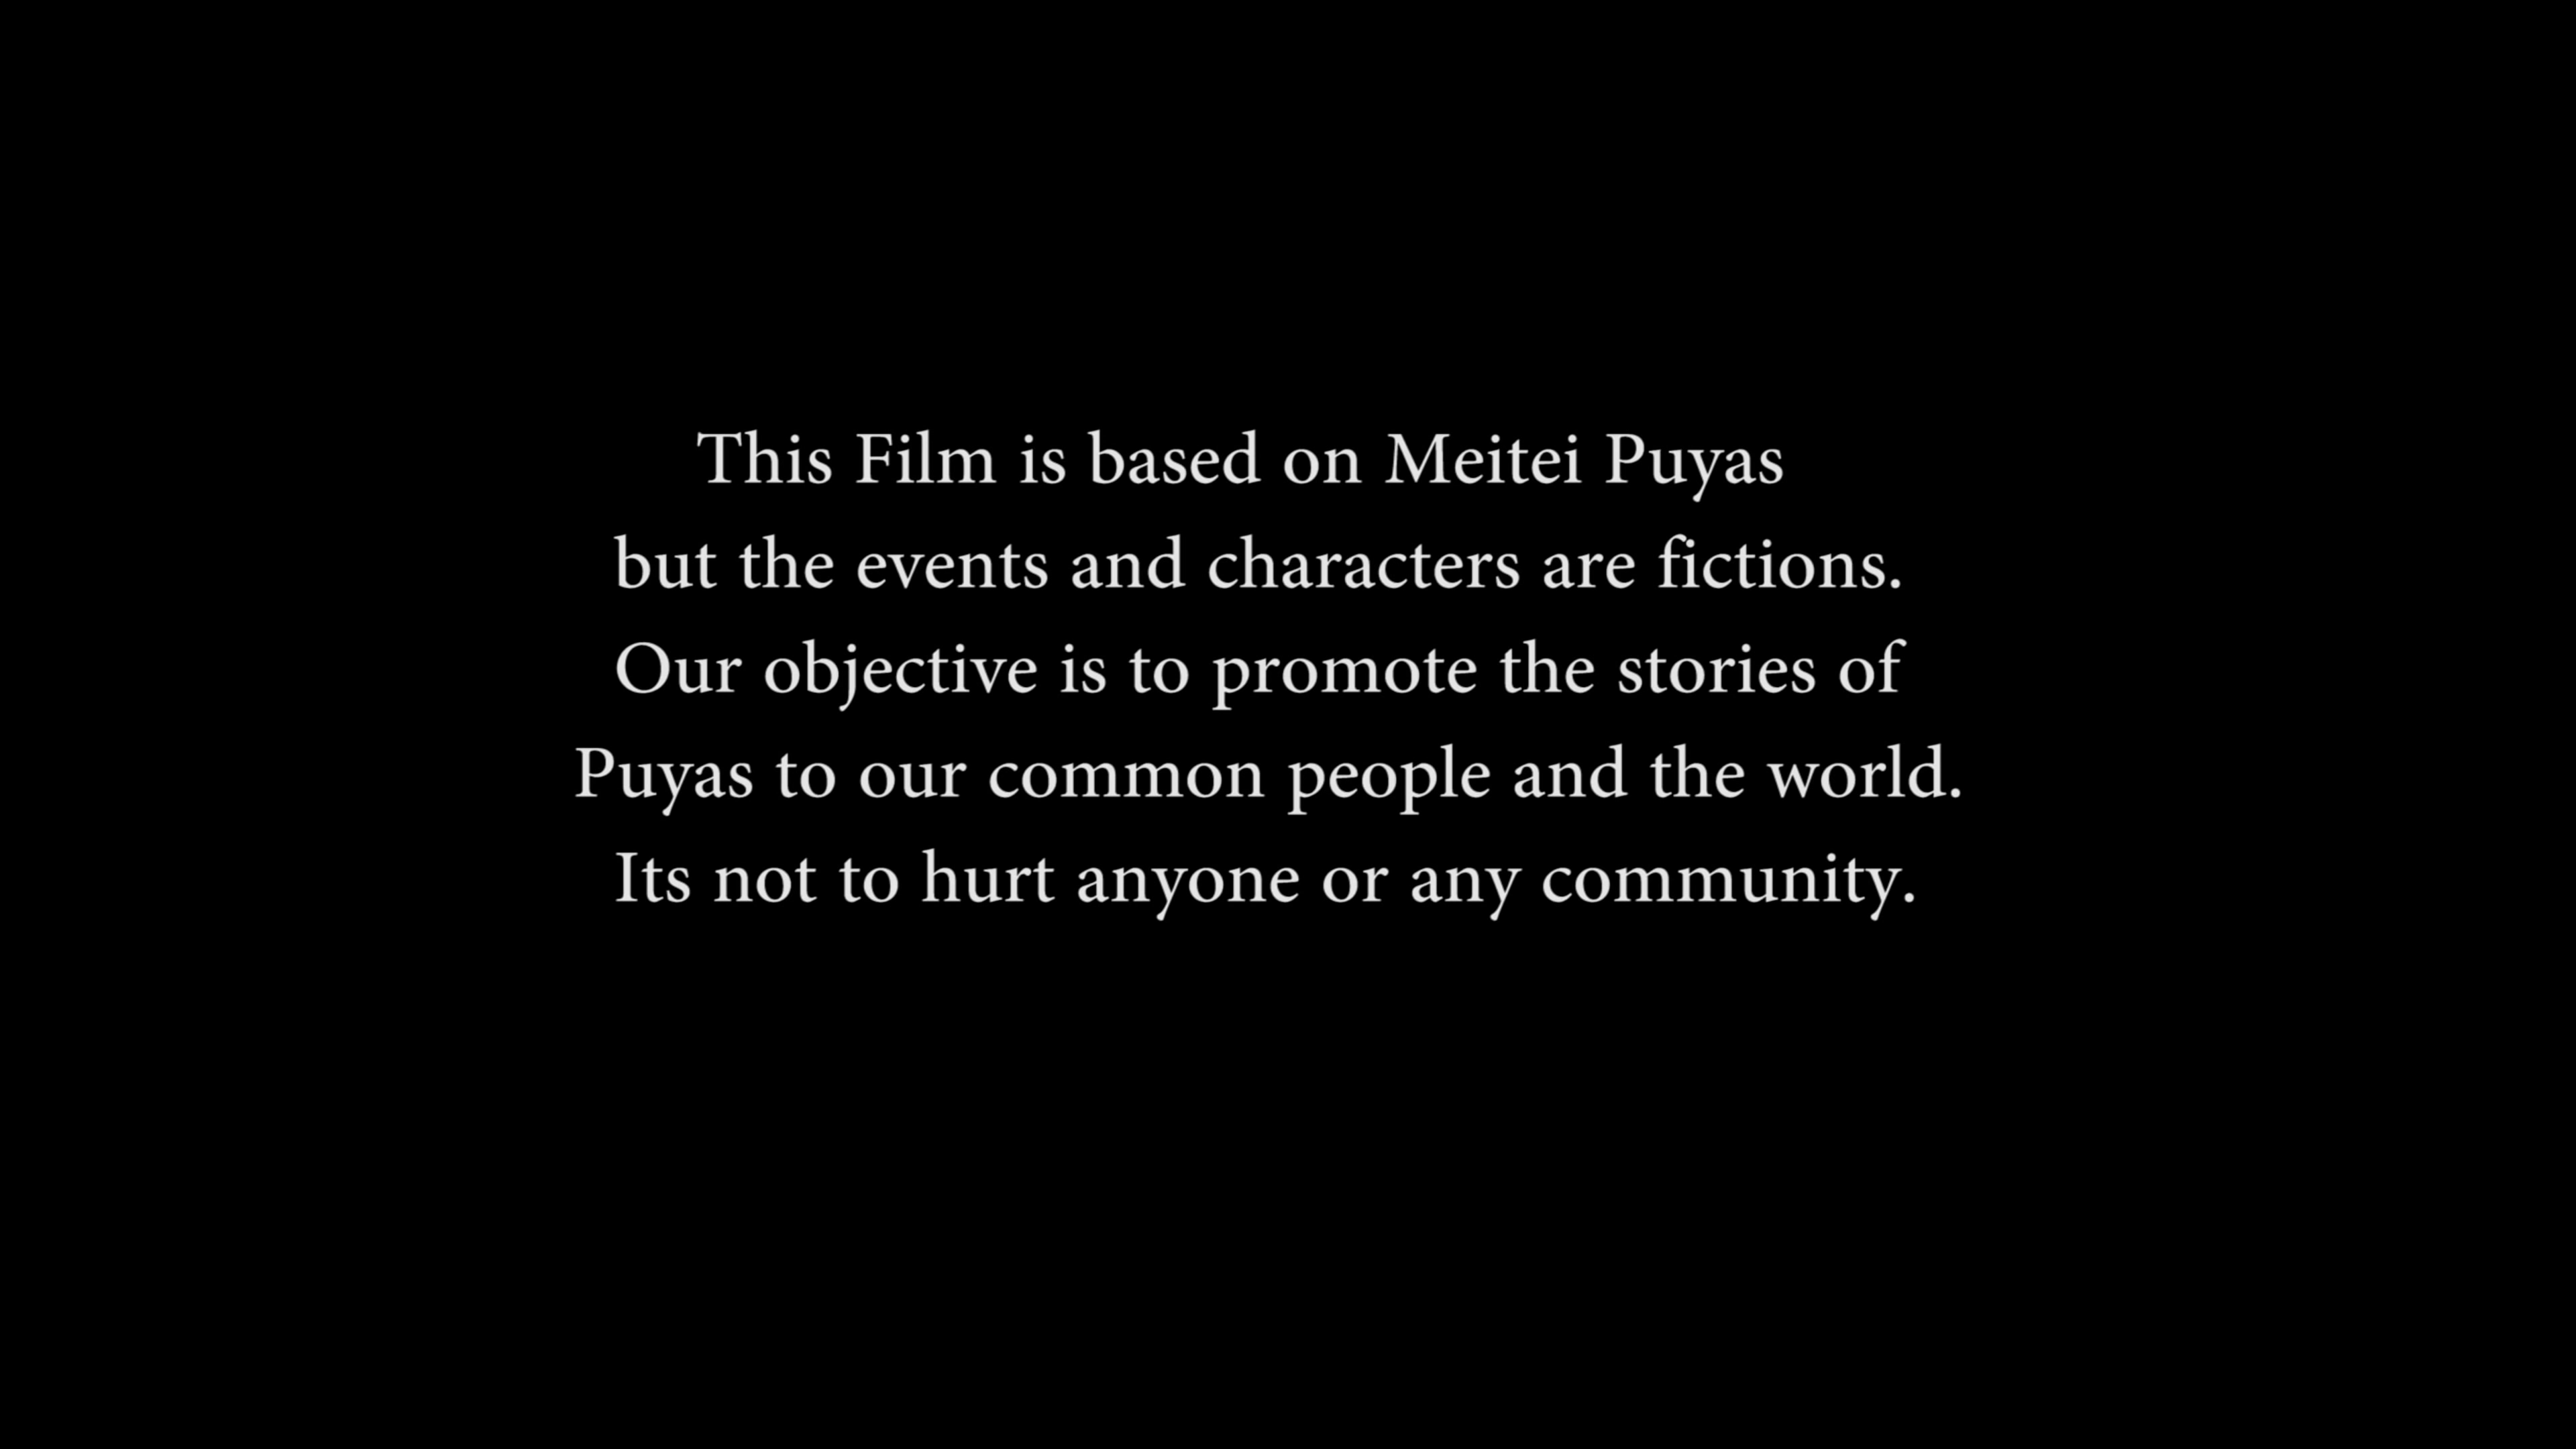 This Film is based on Meitei Puyas
but the events and characters are fictions.
Our objective is to promote the stories of
Puyas to our common people and the world.
Its not to hurt anyone or any community.